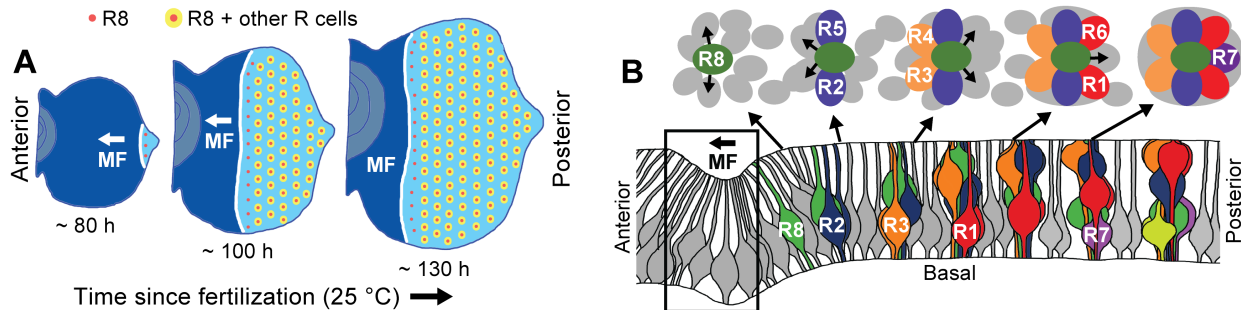 R8
R8 + other R cells
A
Anterior
MF
~ 80 h
MF
~ 100 h
MF
~ 130 h
Posterior
Time since fertilization (25 °C)
B
R8
R5
R2
R4
R3
R6
R1
R7
Anterior
MF
R8
R2
R3
R1
R7
Basal
Posterior